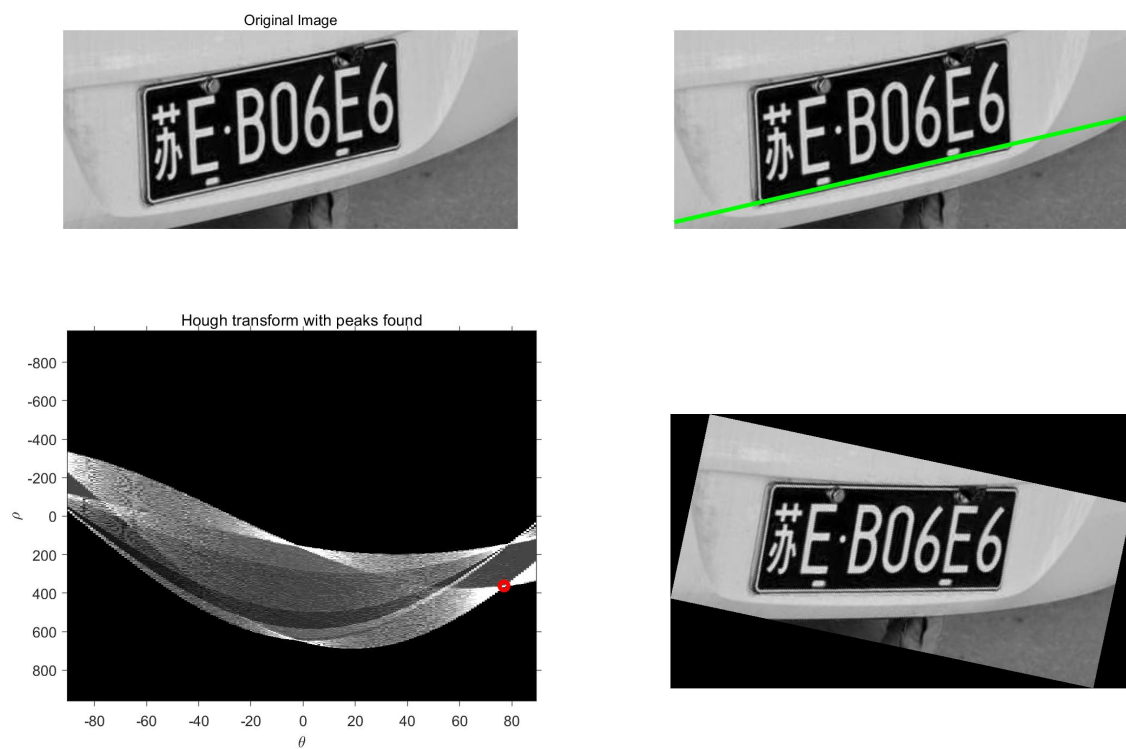 Original Image
苏E·B06E6
苏E·B06E6
Hough transform with peaks found
-800
-600
-400
-200
0
200
400
600
800
ρ
-80 -60 -40 -20 0 20 40 60 80
θ
苏E·B06E6